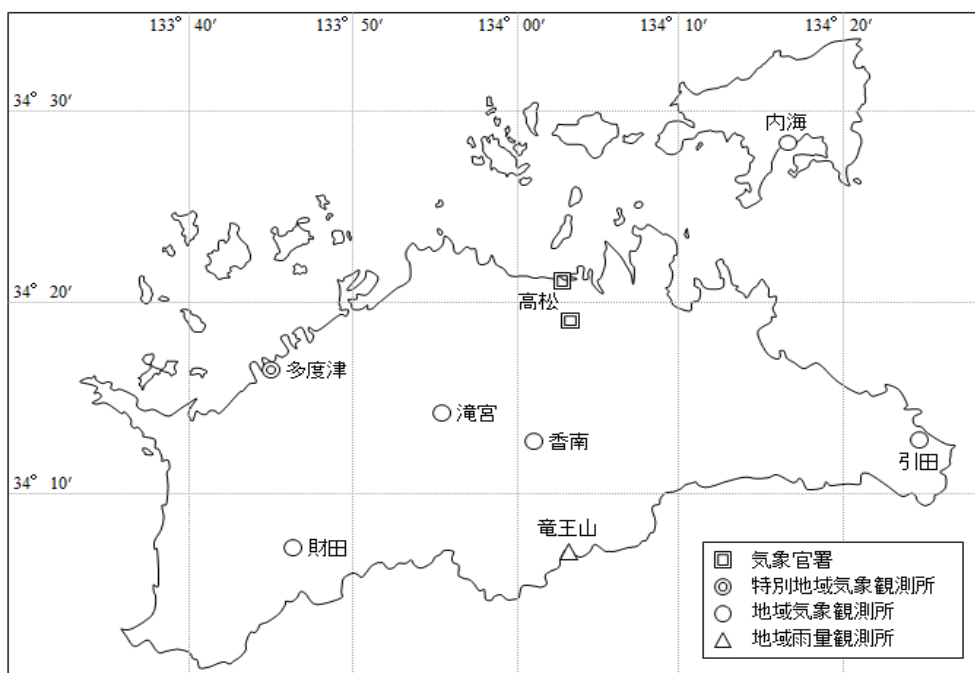 133° 40′ 133° 50′ 134° 00′ 134° 10′ 134° 20′
34° 30′
内海
34° 20′
高松
多度津
滝宮
香南
引田
34° 10′
竜王山
財田
気象官署
特別地域気象観測所
地域気象観測所
地域雨量観測所